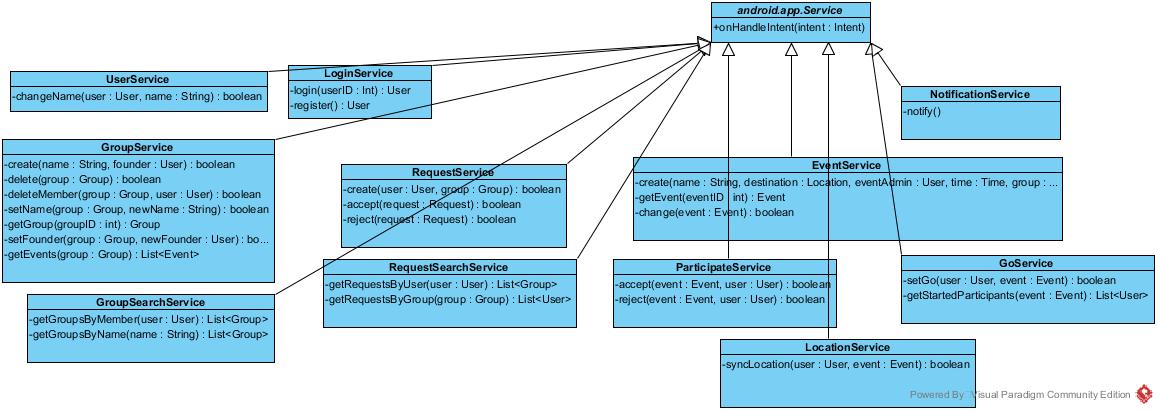 android.app.Service
+onHandleIntent(intent : Intent)
UserService
-changeName(user : User, name : String) : boolean
LoginService
-login(userID : Int) : User
-register() : User
NotificationService
-notify()
GroupService
-create(name : String, founder : User) : boolean
-delete(group : Group) : boolean
-deleteMember(group : Group, user : User) : boolean
-setName(group : Group, newName : String) : boolean
-getGroup(groupID : int) : Group
-setFounder(group : Group, newFounder : User) : bo...
-getEvents(group : Group) : List<Event>
RequestService
-create(user : User, group : Group) : boolean
-accept(request : Request) : boolean
-reject(request : Request) : boolean
EventService
-create(name : String, destination : Location, eventAdmin : User, time : Time, group : ...
-getEvent(eventID : int) : Event
-change(event : Event) : boolean
RequestSearchService
-getRequestsByUser(user : User) : List<Group>
-getRequestsByGroup(group : Group) : List<User>
ParticipateService
-accept(event : Event, user : User) : boolean
-reject(event : Event, user : User) : boolean
GoService
-setGo(user : User, event : Event) : boolean
-getStartedParticipants(event : Event) : List<User>
GroupSearchService
-getGroupsByMember(user : User) : List<Group>
-getGroupsByName(name : String) : List<Group>
LocationService
-syncLocation(user : User, event : Event) : boolean
Powered By Visual Paradigm Community Edition